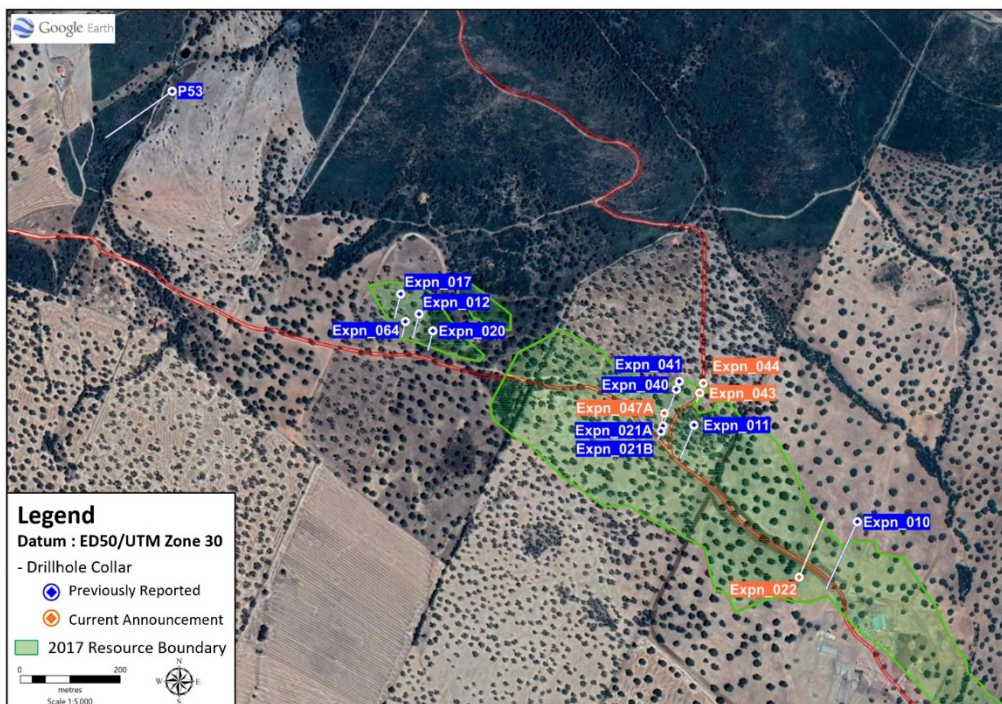 Google Earth
P53
Expn_017
Expn_012
Expn_064
Expn_020
Expn_041
Expn_044
Expn_040
Expn_043
Expn_047A
Expn_021A
Expn_011
Expn_021B
Expn_010
Expn_022
Legend
Datum : ED50/UTM Zone 30
- Drillhole Collar
Previously Reported
Current Announcement
2017 Resource Boundary
0 200
metres
Scale 1:5,000
N
W E
S